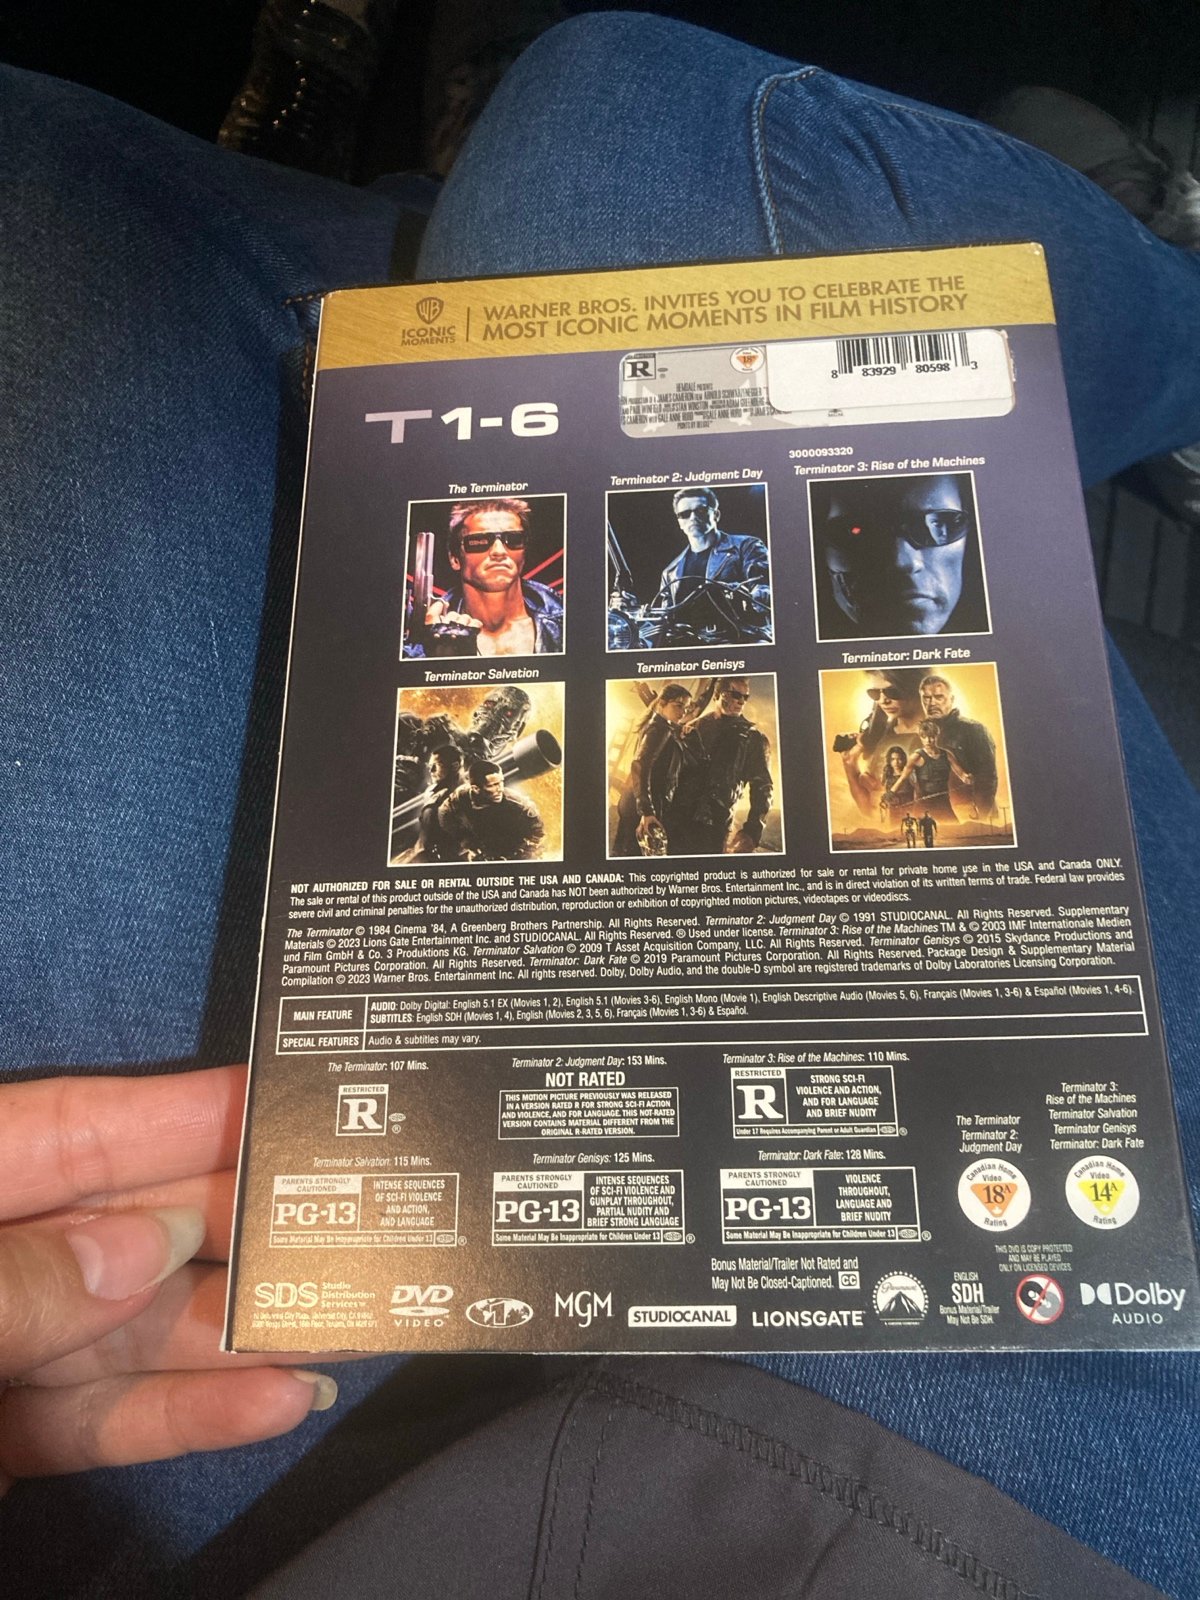 WB
ICONIC
MOMENTS
WARNER BROS. INVITES YOU TO CELEBRATE THE
MOST ICONIC MOMENTS IN FILM HISTORY
R
18A
HEMDALE PRESENTS
8 83929 80598 3
T 1-6
3000093320
The Terminator
Terminator 2: Judgment Day
Terminator 3: Rise of the Machines
Terminator Salvation
Terminator Genisys
Terminator: Dark Fate
NOT AUTHORIZED FOR SALE OR RENTAL OUTSIDE THE USA AND CANADA: This copyrighted product is authorized for sale or rental for private home use in the USA and Canada ONLY.
The sale or rental of this product outside of the USA and Canada has NOT been authorized by Warner Bros. Entertainment Inc., and is in direct violation of its written terms of trade. Federal law provides
severe civil and criminal penalties for the unauthorized distribution, reproduction or exhibition of copyrighted motion pictures, videotapes or videodiscs.
The Terminator © 1984 Cinema '84, A Greenberg Brothers Partnership. All Rights Reserved. Terminator 2: Judgment Day © 1991 STUDIOCANAL. All Rights Reserved. Supplementary
Materials © 2023 Lions Gate Entertainment Inc. and STUDIOCANAL. All Rights Reserved. ® Used under license. Terminator 3: Rise of the Machines TM & © 2003 IMF Internationale Medien
und Film GmbH & Co. 3 Produktions KG. Terminator Salvation © 2009 T Asset Acquisition Company, LLC. All Rights Reserved. Terminator Genisys © 2015 Skydance Productions and
Paramount Pictures Corporation. All Rights Reserved. Terminator: Dark Fate © 2019 Paramount Pictures Corporation. All Rights Reserved. Package Design & Supplementary Material
Compilation © 2023 Warner Bros. Entertainment Inc. All rights reserved. Dolby, Dolby Audio, and the double-D symbol are registered trademarks of Dolby Laboratories Licensing Corporation.
MAIN FEATURE
AUDIO: Dolby Digital: English 5.1 EX (Movies 1, 2), English 5.1 (Movies 3-6), English Mono (Movie 1), English Descriptive Audio (Movies 5, 6), Français (Movies 1, 3-6) & Español (Movies 1, 4-6).
SUBTITLES: English SDH (Movies 1, 4), English (Movies 2, 3, 5, 6), Français (Movies 1, 3-6) & Español.
SPECIAL FEATURES
Audio & subtitles may vary.
The Terminator: 107 Mins.
RESTRICTED
R
®
Terminator 2: Judgment Day: 153 Mins.
NOT RATED
THIS MOTION PICTURE PREVIOUSLY WAS RELEASED
IN A VERSION RATED R FOR STRONG SCI-FI ACTION
AND VIOLENCE, AND FOR LANGUAGE. THIS NOT-RATED
VERSION CONTAINS MATERIAL DIFFERENT FROM THE
ORIGINAL R-RATED VERSION.
Terminator 3: Rise of the Machines: 110 Mins.
RESTRICTED
R
STRONG SCI-FI
VIOLENCE AND ACTION,
AND FOR LANGUAGE
AND BRIEF NUDITY
Under 17 Requires Accompanying Parent or Adult Guardian
®
Terminator Salvation: 115 Mins.
PARENTS STRONGLY
CAUTIONED
PG-13
INTENSE SEQUENCES
OF SCI-FI VIOLENCE
AND ACTION,
AND LANGUAGE
Some Material May Be Inappropriate for Children Under 13
®
Terminator Genisys: 125 Mins.
PARENTS STRONGLY
CAUTIONED
PG-13
INTENSE SEQUENCES
OF SCI-FI VIOLENCE AND
GUNPLAY THROUGHOUT,
PARTIAL NUDITY AND
BRIEF STRONG LANGUAGE
Some Material May Be Inappropriate for Children Under 13
®
Terminator: Dark Fate: 128 Mins.
PARENTS STRONGLY
CAUTIONED
PG-13
VIOLENCE
THROUGHOUT,
LANGUAGE AND
BRIEF NUDITY
Some Material May Be Inappropriate for Children Under 13
®
The Terminator
Terminator 2:
Judgment Day
Canadian Home
Video
18A
Rating
Terminator 3:
Rise of the Machines
Terminator Salvation
Terminator Genisys
Terminator: Dark Fate
Canadian Home
Video
14A
Rating
THIS DVD IS COPY PROTECTED
AND MAY BE PLAYED
ONLY ON LICENSED DEVICES.
SDS Studio
Distribution
Services
DVD
VIDEO
1
MGM
STUDIOCANAL
Bonus Material/Trailer Not Rated and
May Not Be Closed-Captioned. CC
LIONSGATE
Paramount
ENGLISH
SDH
Bonus Material/Trailer
May Not Be SDH.
Dolby
AUDIO